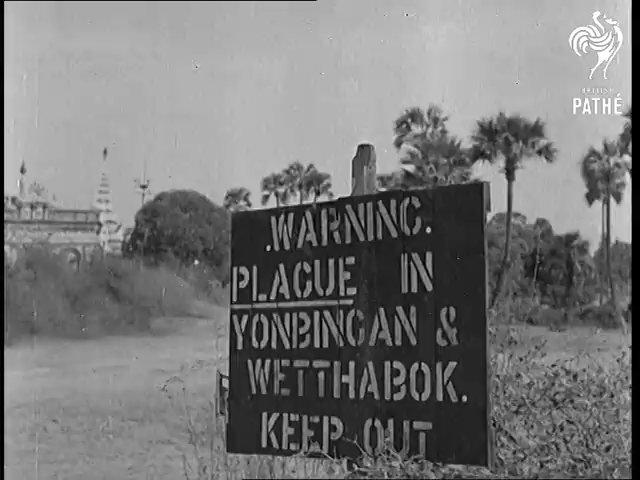 BRITISH
PATHÉ
.WARNING.
PLAGUE IN
YONBINGAN &
WETTHABOK.
KEEP OUT